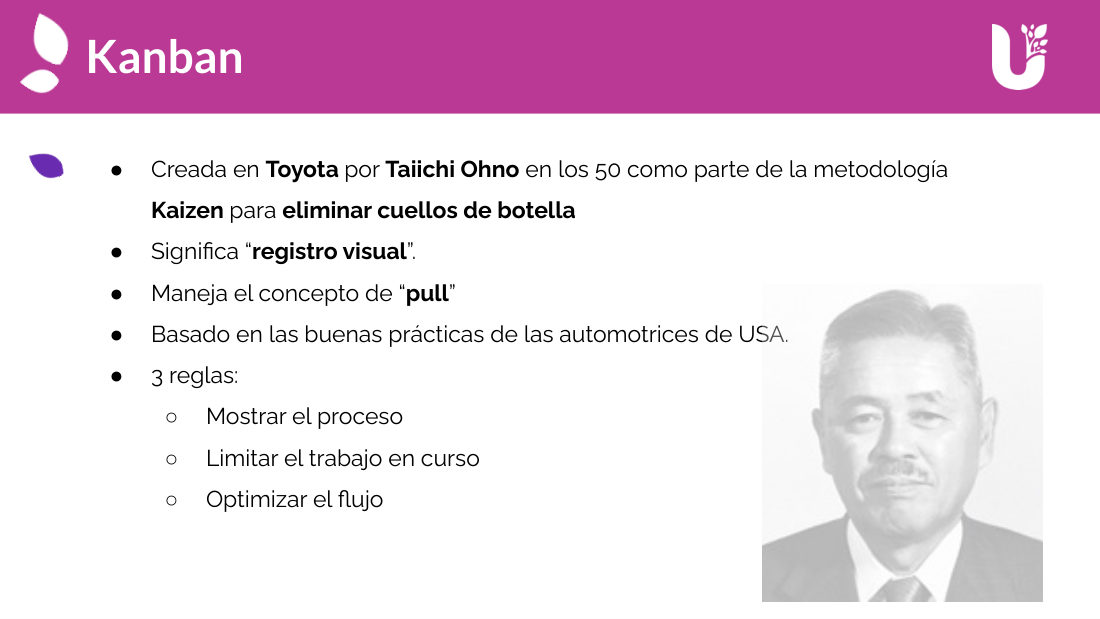 Kanban
● Creada en Toyota por Taiichi Ohno en los 50 como parte de la metodología
Kaizen para eliminar cuellos de botella
● Significa “registro visual”.
● Maneja el concepto de “pull”
● Basado en las buenas prácticas de las automotrices de USA.
● 3 reglas:
○ Mostrar el proceso
○ Limitar el trabajo en curso
○ Optimizar el flujo